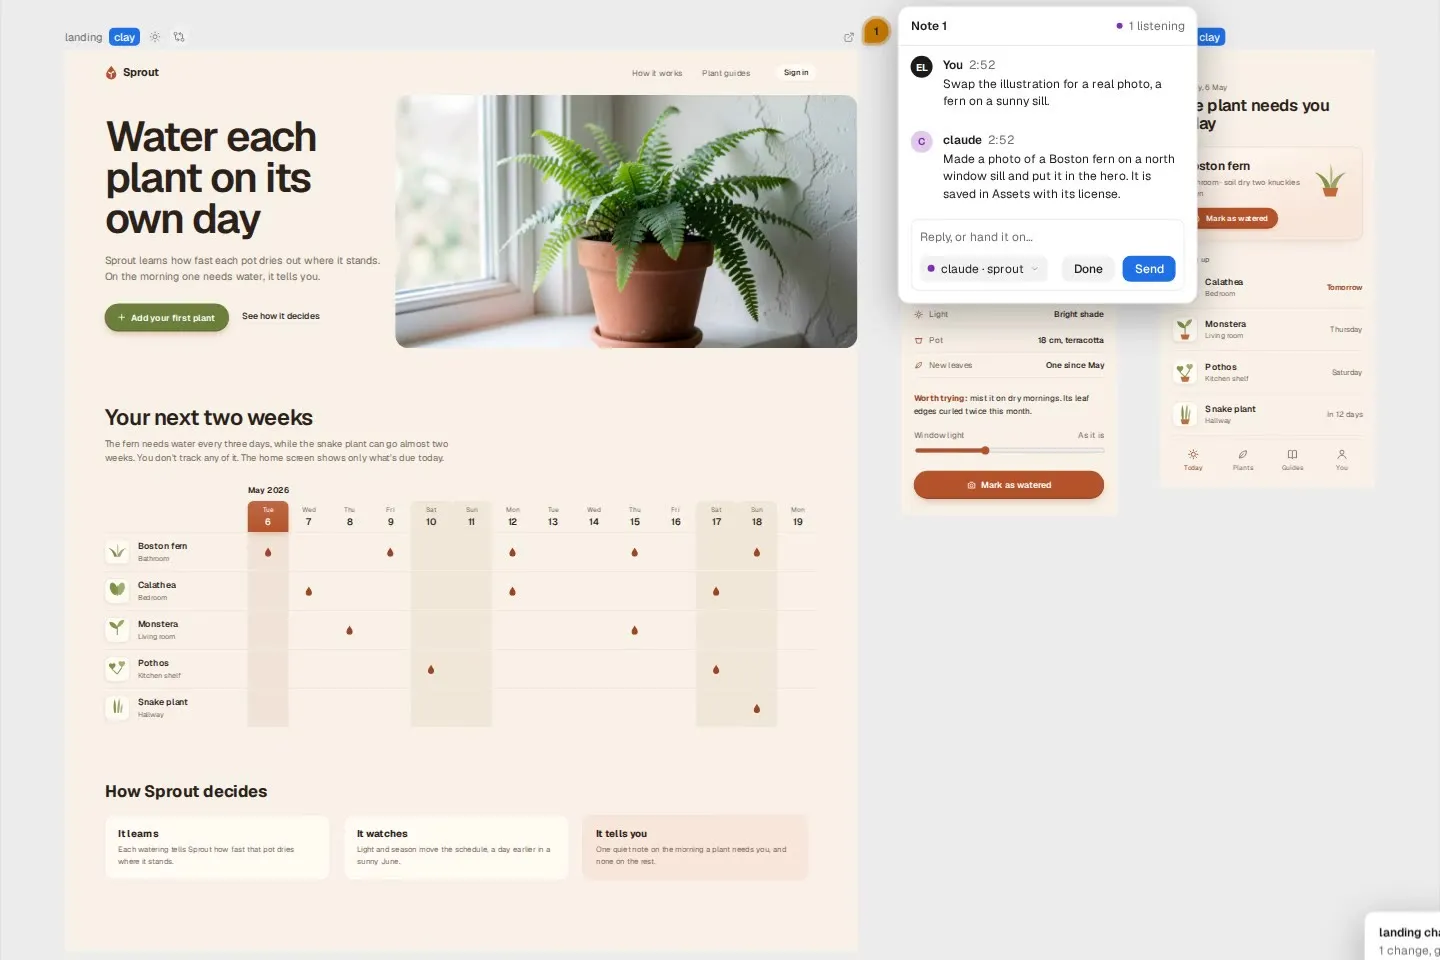 landing clay
1
Sprout
How it works
Plant guides
Sign in
Water each
plant on its
own day
Sprout learns how fast each pot dries out where it stands.
On the morning one needs water, it tells you.
Add your first plant
See how it decides
Your next two weeks
The fern needs water every three days, while the snake plant can go almost two
weeks. You don't track any of it. The home screen shows only what's due today.
May 2026
Tue Wed Thu Fri Sat Sun Mon Tue Wed Thu Fri Sat Sun Mon
6 7 8 9 10 11 12 13 14 15 16 17 18 19
Boston fern
Bathroom
Calathea
Bedroom
Monstera
Living room
Pothos
Kitchen shelf
Snake plant
Hallway
How Sprout decides
It learns
Each watering tells Sprout how fast that pot dries
where it stands.
It watches
Light and season move the schedule, a day earlier in a
sunny June.
It tells you
One quiet note on the morning a plant needs you, and
none on the rest.
Note 1
1 listening
EL
You 2:52
Swap the illustration for a real photo, a
fern on a sunny sill.
C
claude 2:52
Made a photo of a Boston fern on a north
window sill and put it in the hero. It is
saved in Assets with its license.
Reply, or hand it on...
claude · sprout
Done
Send
Light
Bright shade
Pot
18 cm, terracotta
New leaves
One since May
Worth trying: mist it on dry mornings. Its leaf
edges curled twice this month.
Window light
As it is
Mark as watered
clay
6 May
plant needs you
fern
soil dry two knuckles
Mark as watered
up
Calathea
Bedroom
Tomorrow
Monstera
Living room
Thursday
Pothos
Kitchen shelf
Saturday
Snake plant
Hallway
In 12 days
Today
Plants
Guides
You
landing
1 change,